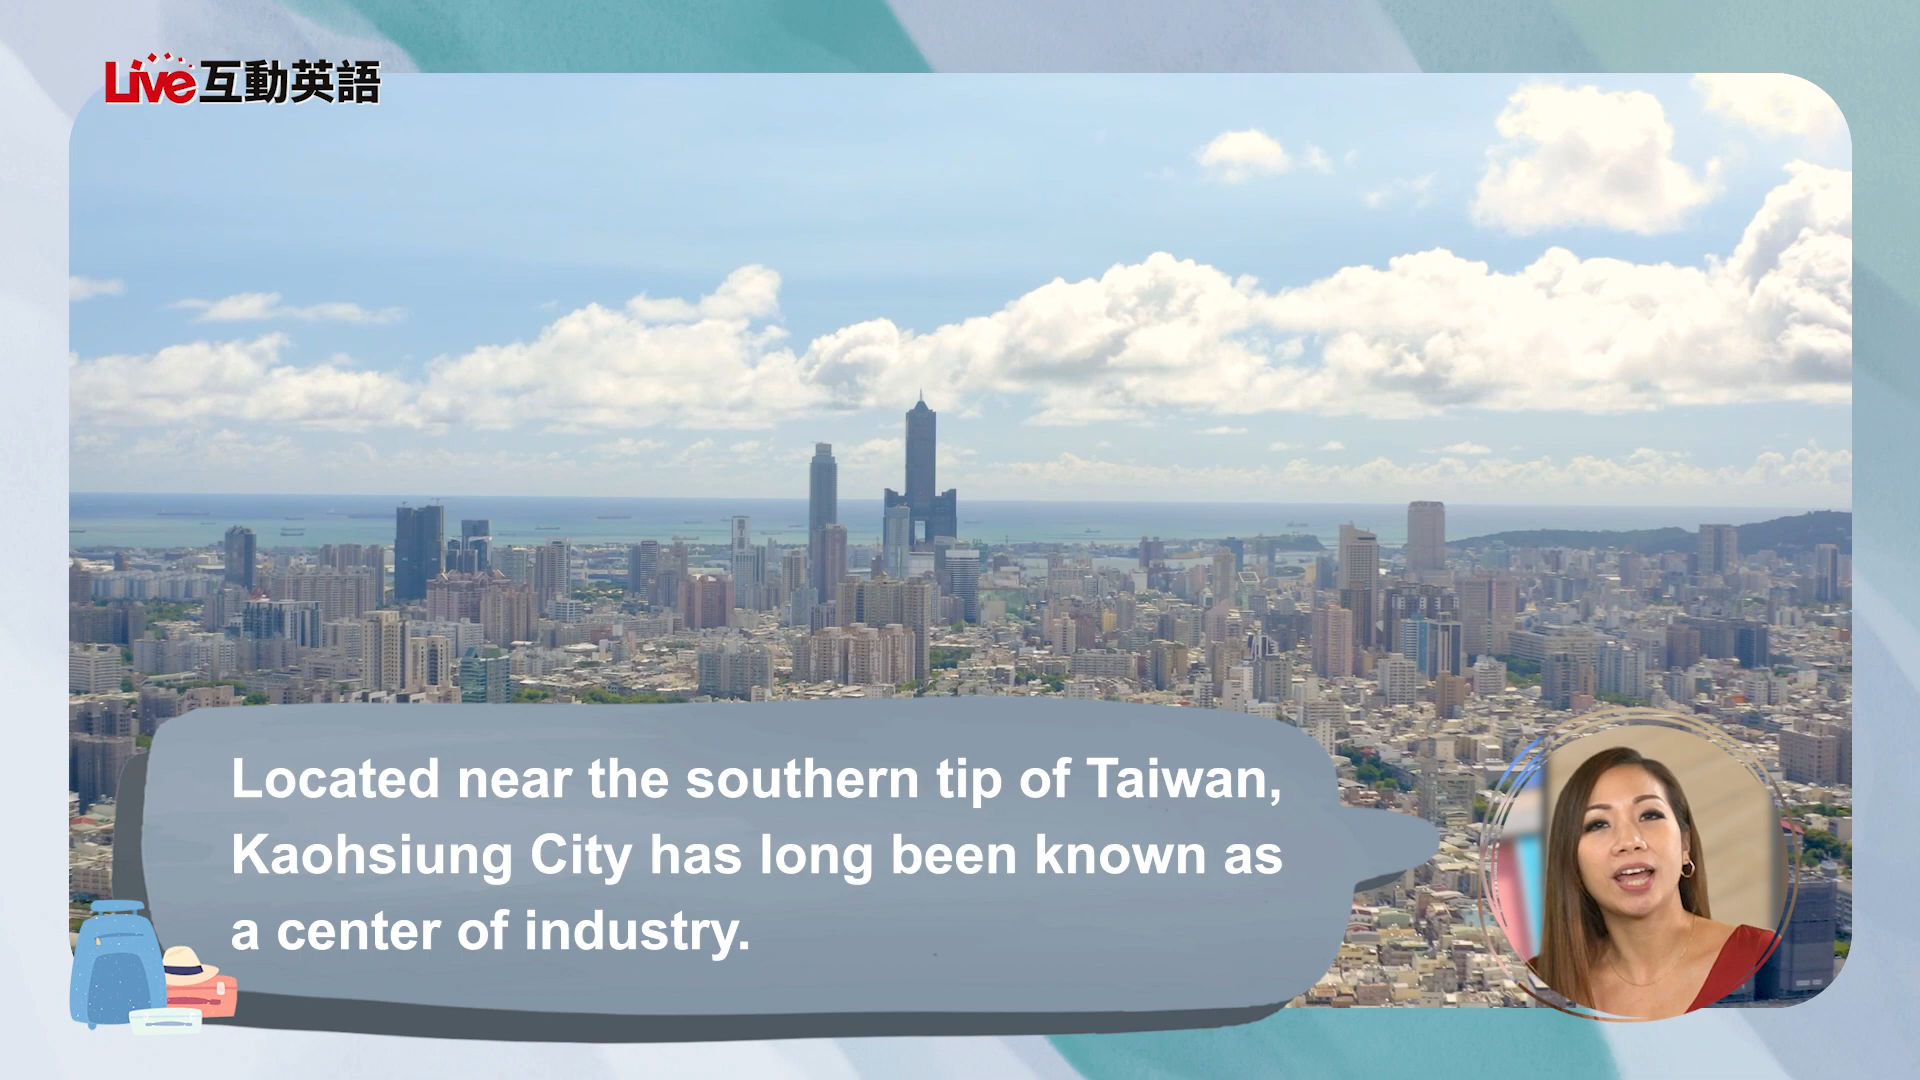 Live互動英語
Located near the southern tip of Taiwan,
Kaohsiung City has long been known as
a center of industry.